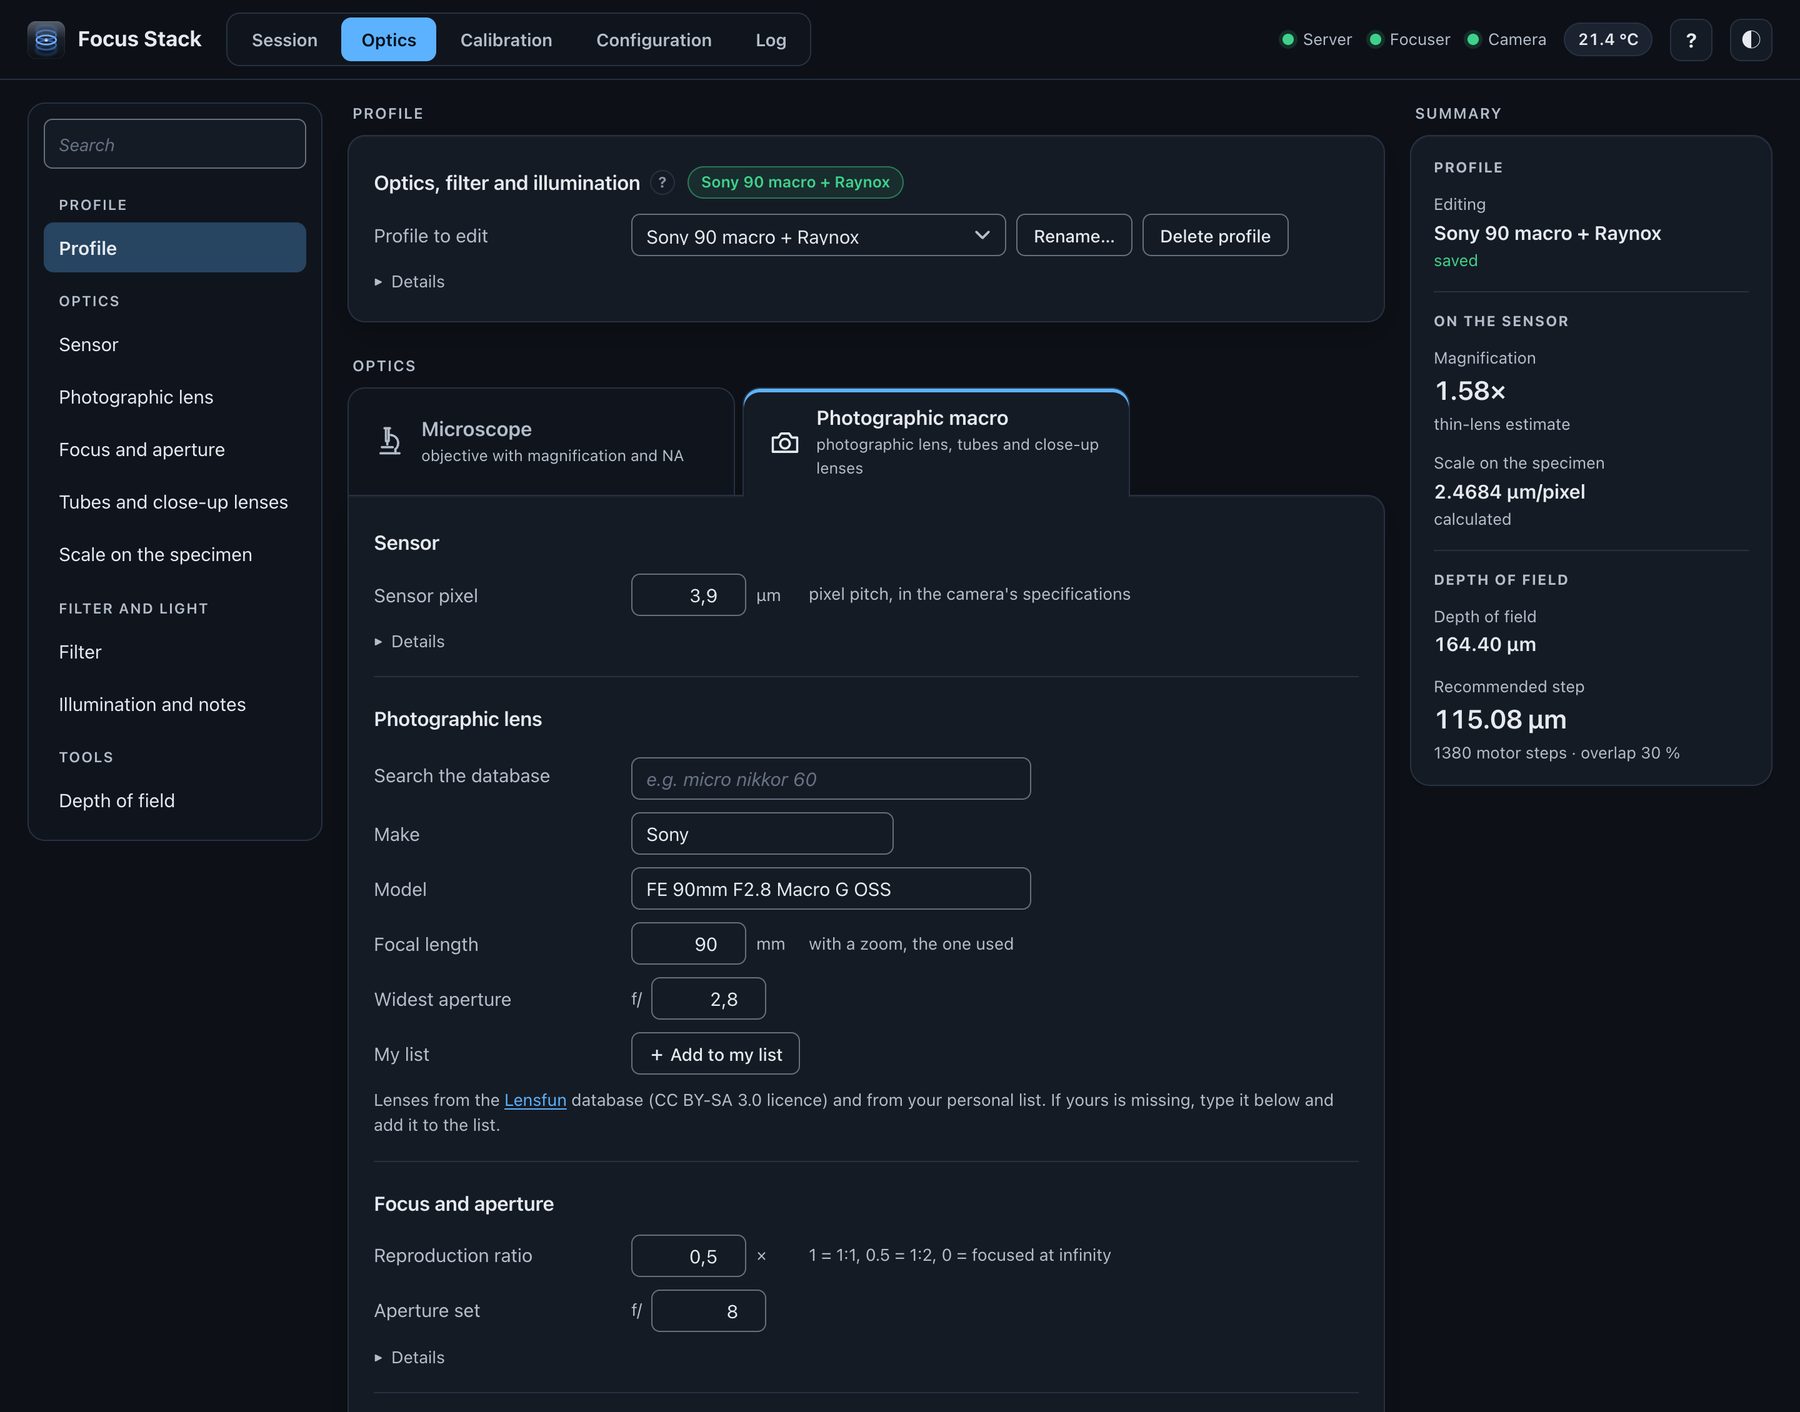 Focus Stack
Session
Optics
Calibration
Configuration
Log
Server
Focuser
Camera
21.4 °C
?
Search
PROFILE
Profile
OPTICS
Sensor
Photographic lens
Focus and aperture
Tubes and close-up lenses
Scale on the specimen
FILTER AND LIGHT
Filter
Illumination and notes
TOOLS
Depth of field
PROFILE
Optics, filter and illumination ? Sony 90 macro + Raynox
Profile to edit Sony 90 macro + Raynox Rename... Delete profile
▸ Details
OPTICS
Microscope
objective with magnification and NA
Photographic macro
photographic lens, tubes and close-up
lenses
Sensor
Sensor pixel 3,9 µm pixel pitch, in the camera's specifications
▸ Details
Photographic lens
Search the database e.g. micro nikkor 60
Make Sony
Model FE 90mm F2.8 Macro G OSS
Focal length 90 mm with a zoom, the one used
Widest aperture f/ 2,8
My list + Add to my list
Lenses from the Lensfun database (CC BY-SA 3.0 licence) and from your personal list. If yours is missing, type it below and
add it to the list.
Focus and aperture
Reproduction ratio 0,5 × 1 = 1:1, 0.5 = 1:2, 0 = focused at infinity
Aperture set f/ 8
▸ Details
SUMMARY
PROFILE
Editing
Sony 90 macro + Raynox
saved
ON THE SENSOR
Magnification
1.58×
thin-lens estimate
Scale on the specimen
2.4684 µm/pixel
calculated
DEPTH OF FIELD
Depth of field
164.40 µm
Recommended step
115.08 µm
1380 motor steps · overlap 30 %